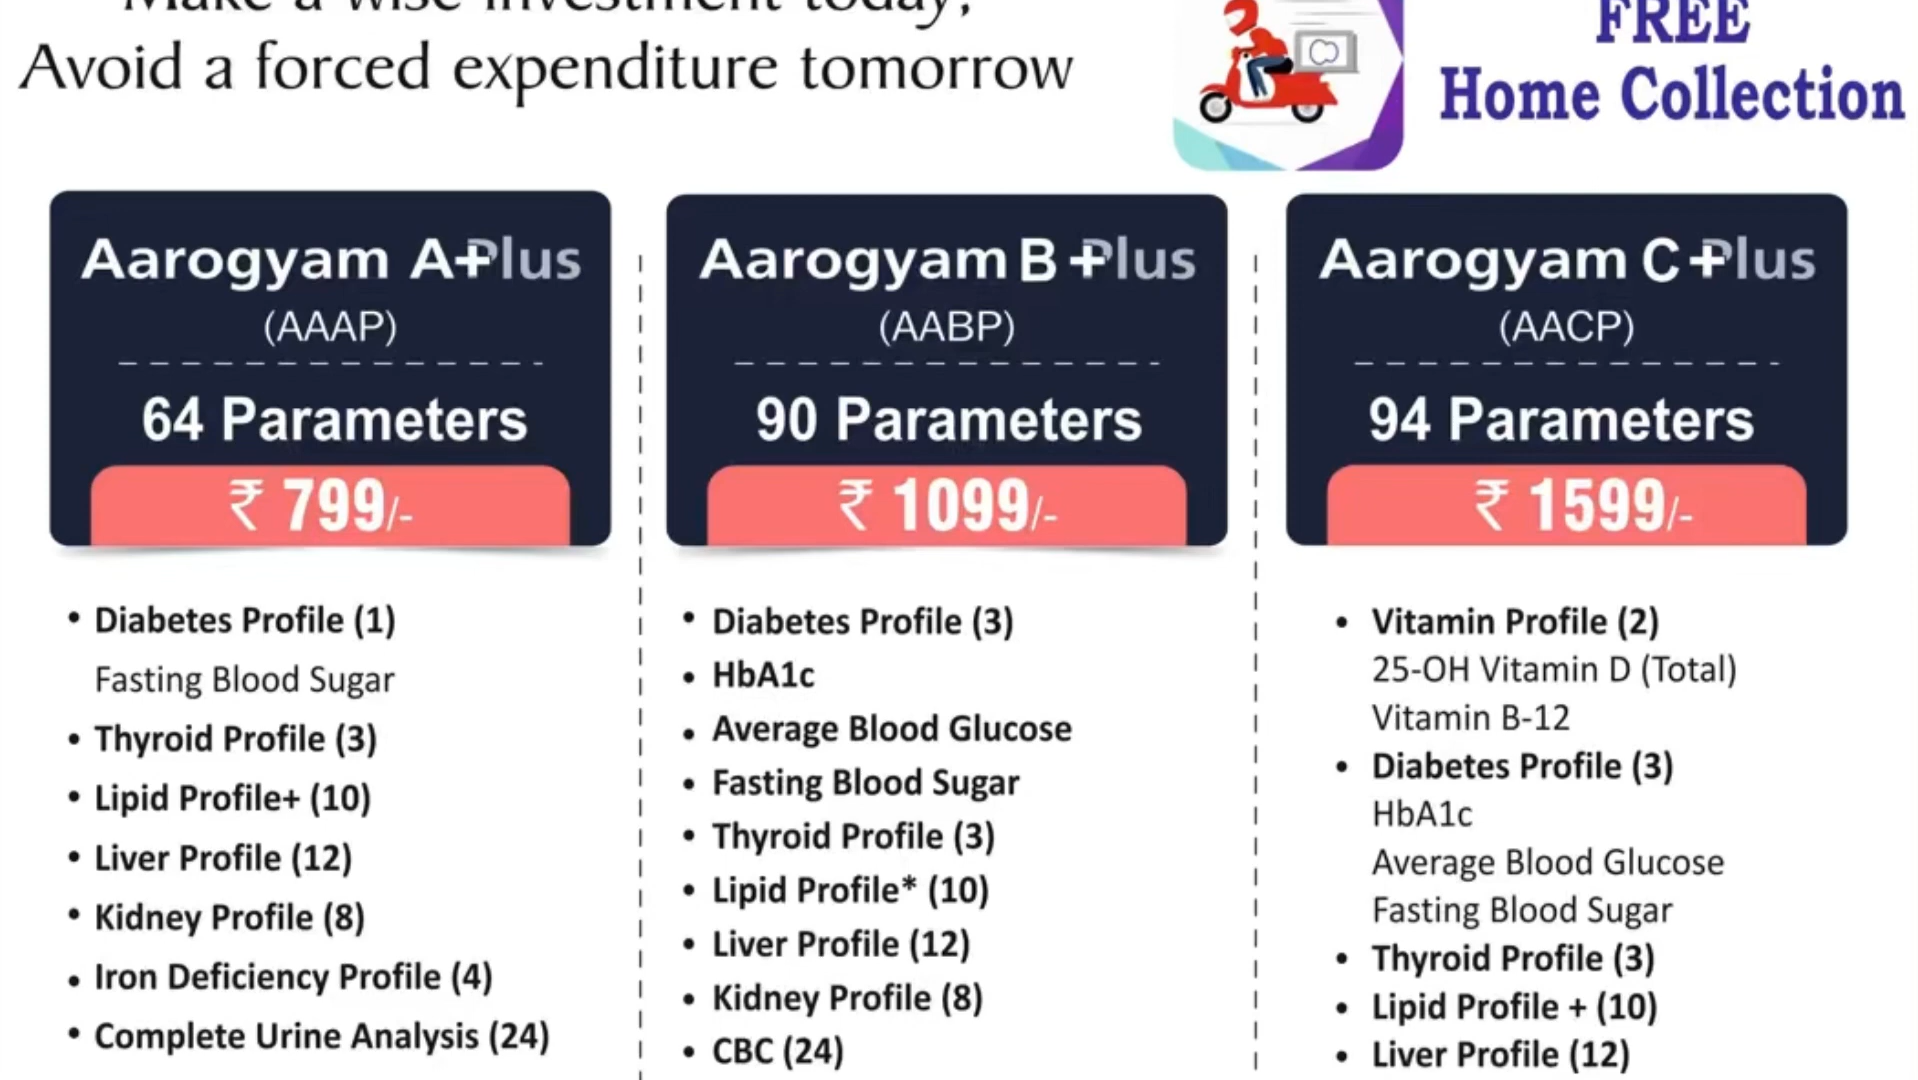 Make a wise investment today,
Avoid a forced expenditure tomorrow
FREE
Home Collection
Aarogyam A+Plus
(AAAP)
64 Parameters
₹ 799/-
• Diabetes Profile (1)
Fasting Blood Sugar
• Thyroid Profile (3)
• Lipid Profile+ (10)
• Liver Profile (12)
• Kidney Profile (8)
• Iron Deficiency Profile (4)
• Complete Urine Analysis (24)
Aarogyam B+Plus
(AABP)
90 Parameters
₹ 1099/-
• Diabetes Profile (3)
• HbA1c
• Average Blood Glucose
• Fasting Blood Sugar
• Thyroid Profile (3)
• Lipid Profile* (10)
• Liver Profile (12)
• Kidney Profile (8)
• CBC (24)
Aarogyam C+Plus
(AACP)
94 Parameters
₹ 1599/-
• Vitamin Profile (2)
25-OH Vitamin D (Total)
Vitamin B-12
• Diabetes Profile (3)
HbA1c
Average Blood Glucose
Fasting Blood Sugar
• Thyroid Profile (3)
• Lipid Profile + (10)
• Liver Profile (12)